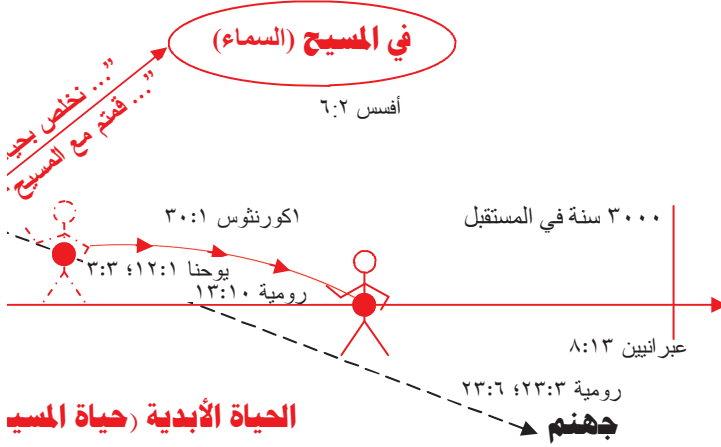 في المسيح (السماء)
أفسس ٦:٢
”... نخلص بحيا
”... قمتم مع المسيح
١كورنثوس ٣٠:١
٣٠٠٠ سنة في المستقبل
يوحنا ١٢:١؛ ٣:٣
رومية ١٣:١٠
عبرانيين ٨:١٣
رومية ٢٣:٣؛ ٢٣:٦
جهنم
الحياة الأبدية (حياة المسي